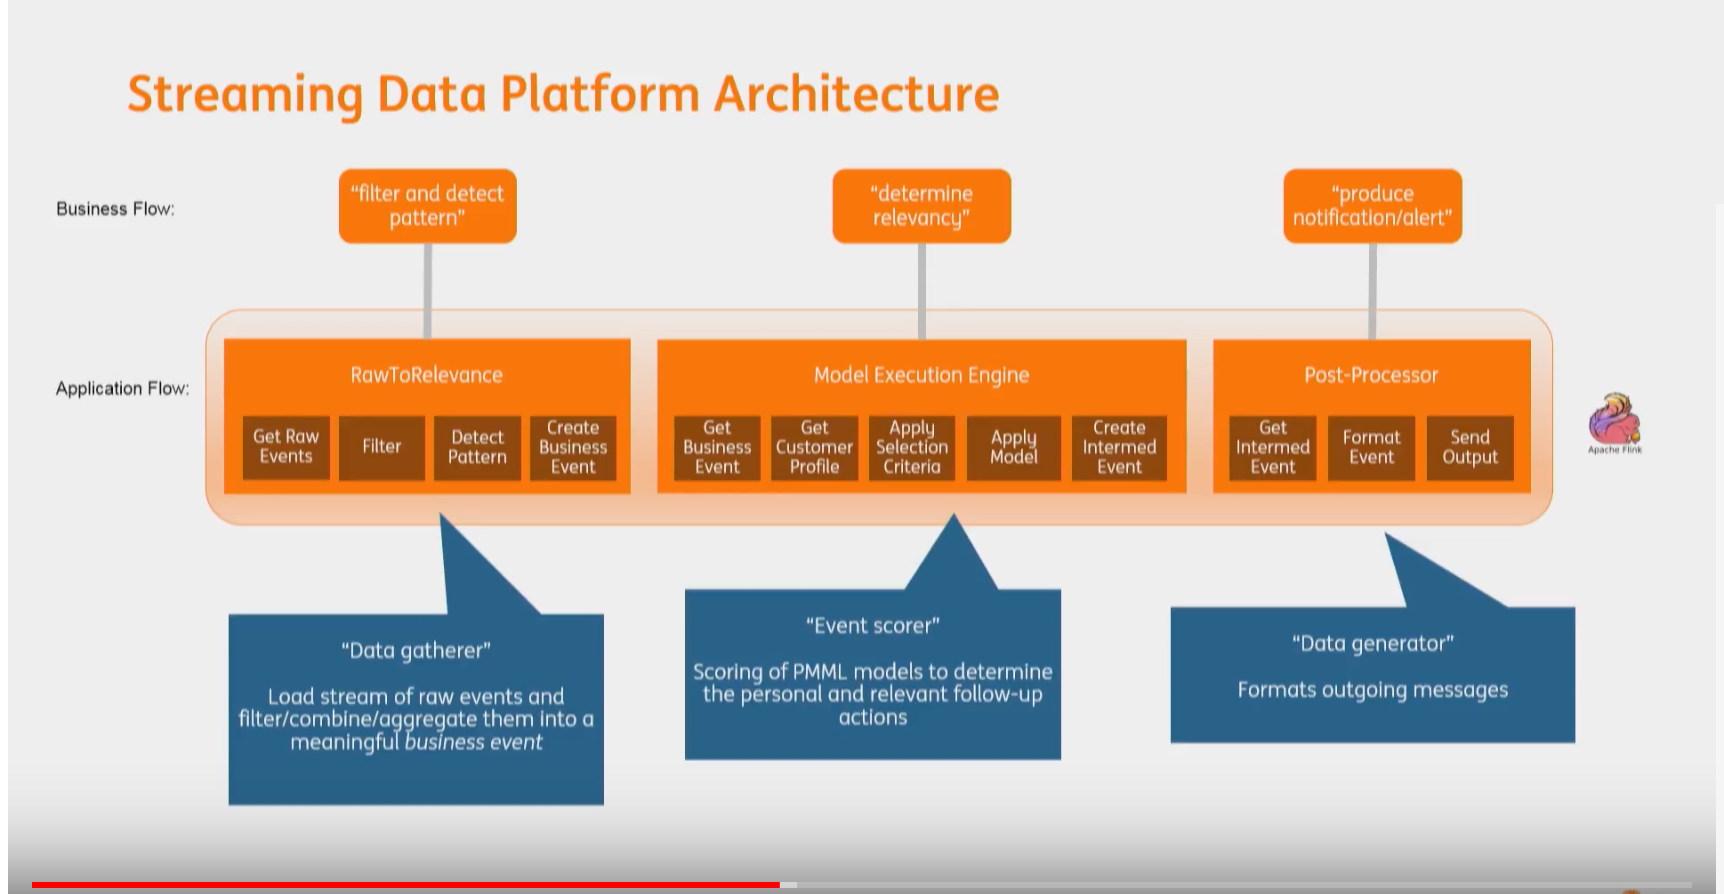 Streaming Data Platform Architecture
Business Flow:
“filter and detect
pattern”
“determine
relevancy”
“produce
notification/alert”
Application Flow:
RawToRelevance
Get Raw
Events
Filter
Detect
Pattern
Create
Business
Event
Model Execution Engine
Get
Business
Event
Get
Customer
Profile
Apply
Selection
Criteria
Apply
Model
Create
Intermed
Event
Post-Processor
Get
Intermed
Event
Format
Event
Send
Output
Apache Flink
“Data gatherer”
Load stream of raw events and
filter/combine/aggregate them into a
meaningful business event
“Event scorer”
Scoring of PMML models to determine
the personal and relevant follow-up
actions
“Data generator”
Formats outgoing messages